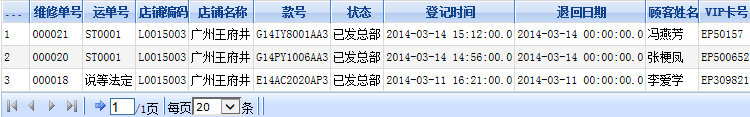 ... 维修单号 运单号 店铺编码 店铺名称 款号 状态 登记时间 退回日期 顾客姓名 VIP卡号
1 000021 ST0001 L0015003 广州王府井 G14IY8001AA3 已发总部 2014-03-14 15:12:00.0 2014-03-14 00:00:00.0 冯燕芳 EP50157
2 000020 ST0001 L0015003 广州王府井 G14PY1006AA3 已发总部 2014-03-14 14:56:00.0 2014-03-14 00:00:00.0 张梗凤 EP500652
3 000018 说等法定 L0015003 广州王府井 E14AC2020AP3 已发总部 2014-03-11 16:21:00.0 2014-03-11 00:00:00.0 李爱学 EP309821
1 /1页 每页 20 条